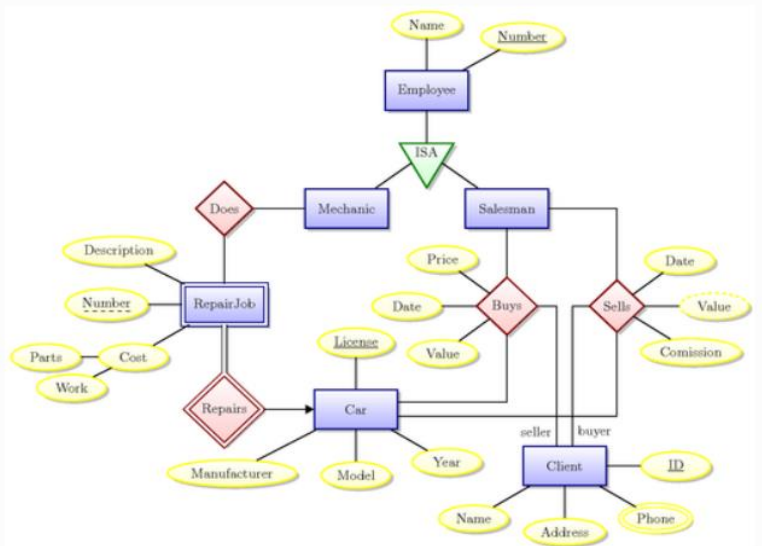 Name
Number
Employee
ISA
Does
Mechanic
Salesman
Description
Price
Date
Number
RepairJob
Date
Buys
Sells
Value
License
Value
Comission
Parts
Cost
Work
Repairs
Car
seller
buyer
Manufacturer
Model
Year
Client
ID
Name
Address
Phone